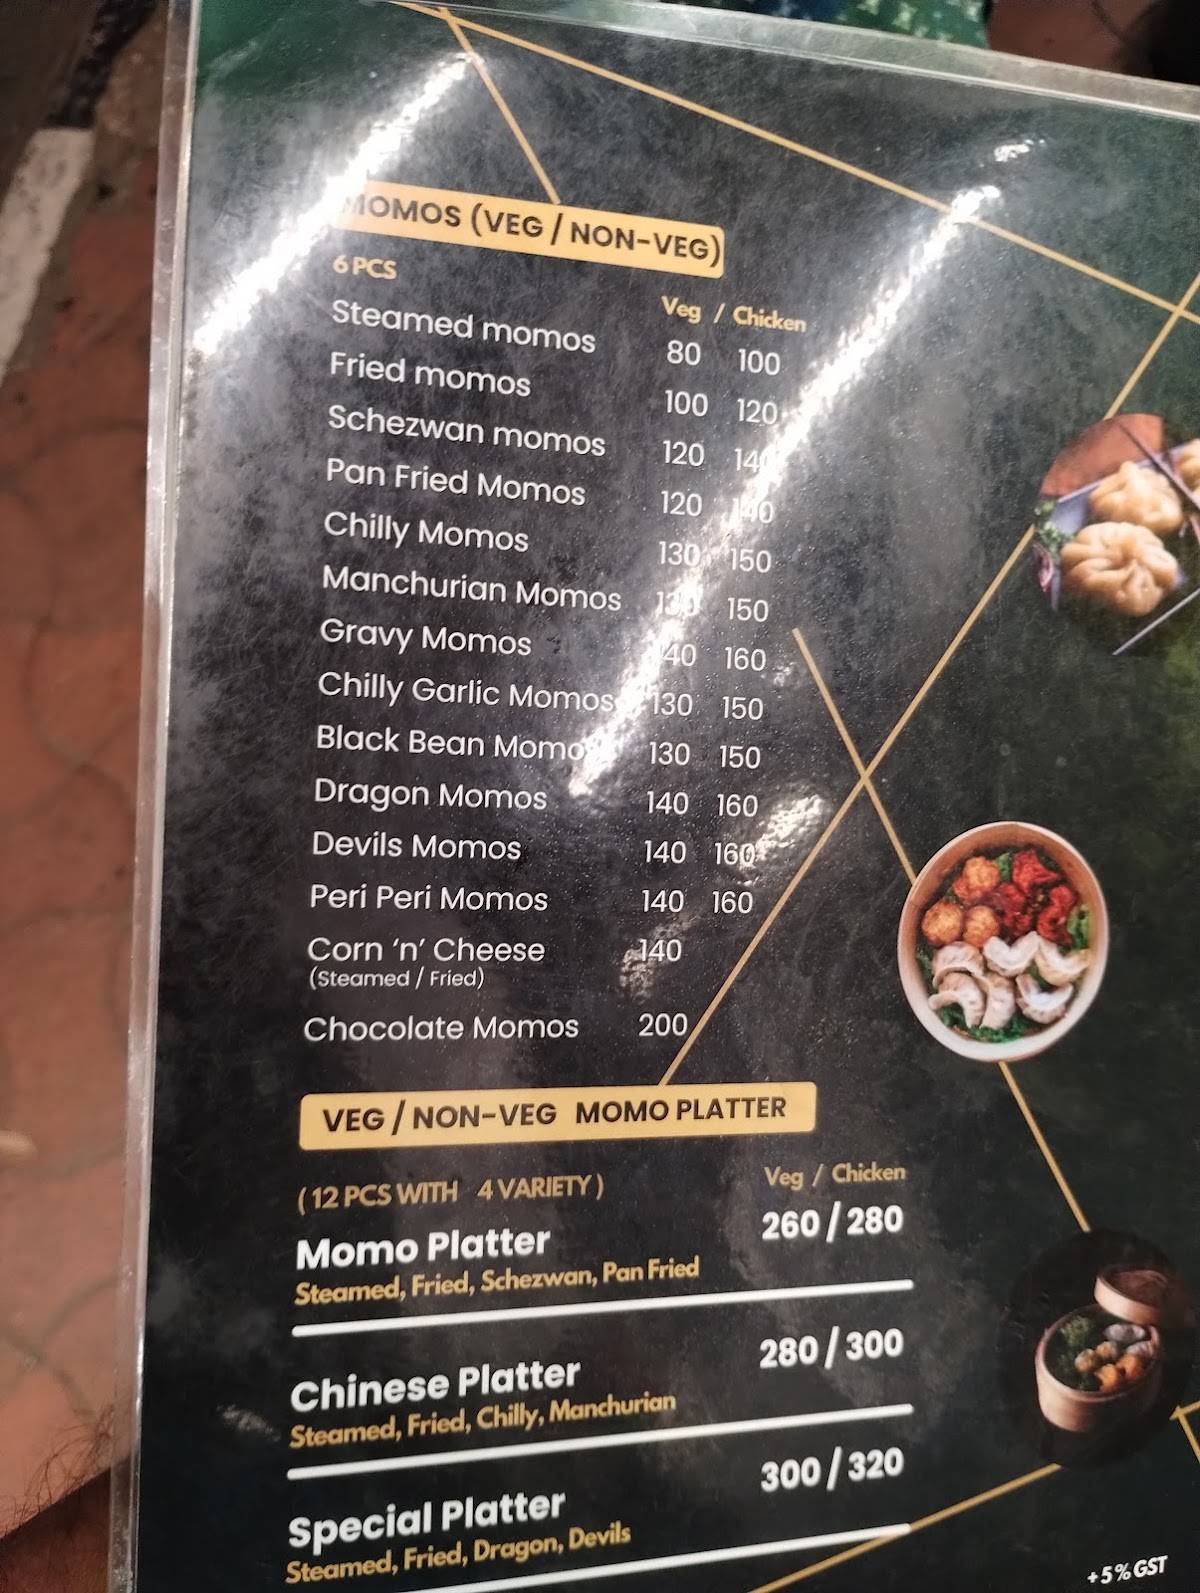 MOMOS (VEG / NON-VEG)
6 PCS
Veg / Chicken
Steamed momos 80 100
Fried momos 100 120
Schezwan momos 120 140
Pan Fried Momos 120 140
Chilly Momos 130 150
Manchurian Momos 130 150
Gravy Momos 140 160
Chilly Garlic Momos 130 150
Black Bean Momos 130 150
Dragon Momos 140 160
Devils Momos 140 160
Peri Peri Momos 140 160
Corn ‘n’ Cheese 140
(Steamed / Fried)
Chocolate Momos 200
VEG / NON-VEG MOMO PLATTER
( 12 PCS WITH 4 VARIETY )
Veg / Chicken
Momo Platter 260 / 280
Steamed, Fried, Schezwan, Pan Fried
Chinese Platter 280 / 300
Steamed, Fried, Chilly, Manchurian
Special Platter 300 / 320
Steamed, Fried, Dragon, Devils
+5% GST